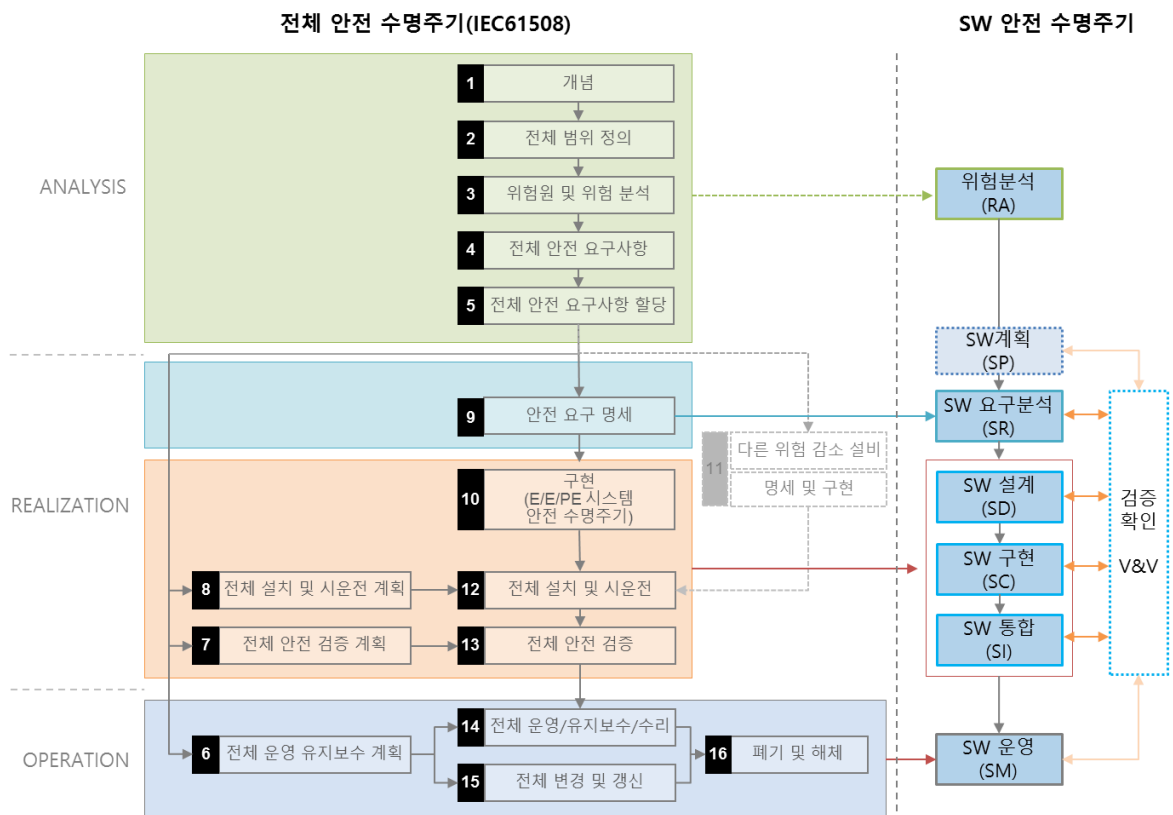 전체 안전 수명주기(IEC61508)
SW 안전 수명주기
ANALYSIS
1
개념
2
전체 범위 정의
3
위험원 및 위험 분석
4
전체 안전 요구사항
5
전체 안전 요구사항 할당
위험분석
(RA)
SW계획
(SP)
REALIZATION
9
안전 요구 명세
SW 요구분석
(SR)
11
다른 위험 감소 설비
명세 및 구현
10
구현
(E/E/PE 시스템
안전 수명주기)
8
전체 설치 및 시운전 계획
12
전체 설치 및 시운전
7
전체 안전 검증 계획
13
전체 안전 검증
SW 설계
(SD)
SW 구현
(SC)
SW 통합
(SI)
검증
확인
V&V
OPERATION
6
전체 운영 유지보수 계획
14
전체 운영/유지보수/수리
15
전체 변경 및 갱신
16
폐기 및 해체
SW 운영
(SM)